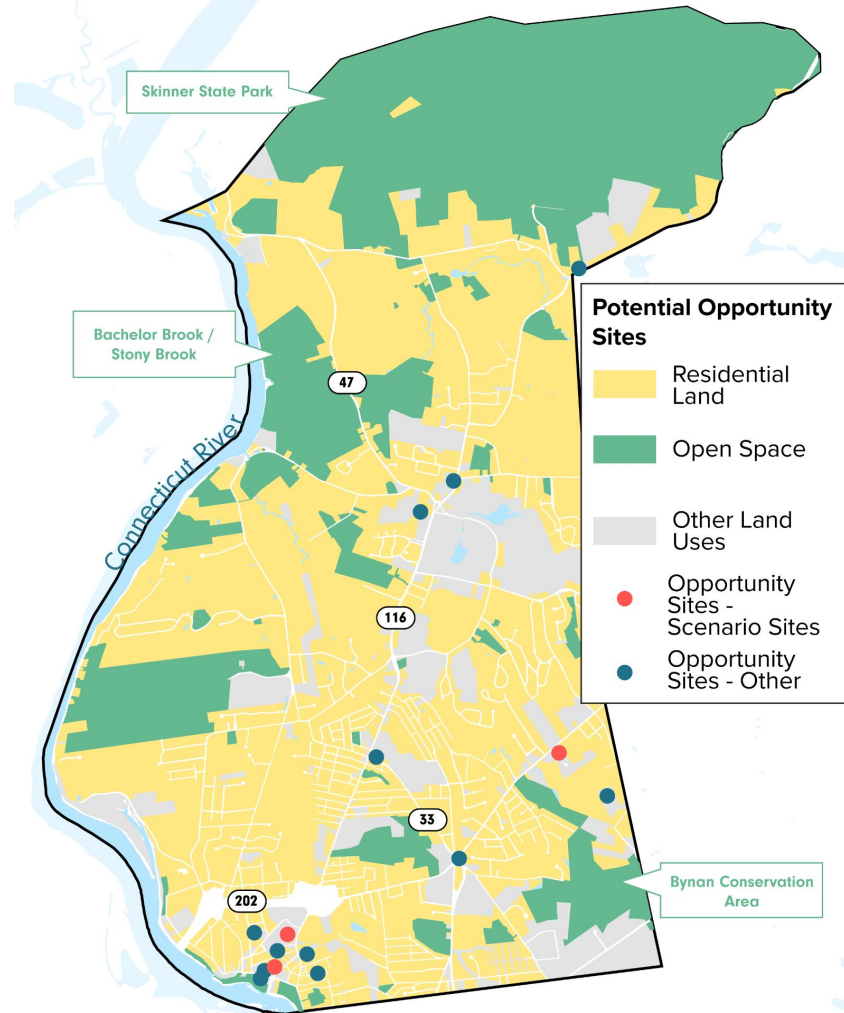 Skinner State Park
Bachelor Brook /
Stony Brook
Connecticut River
47
116
33
202
Potential Opportunity
Sites
Residential
Land
Open Space
Other Land
Uses
Opportunity
Sites -
Scenario Sites
Opportunity
Sites - Other
Bynan Conservation
Area